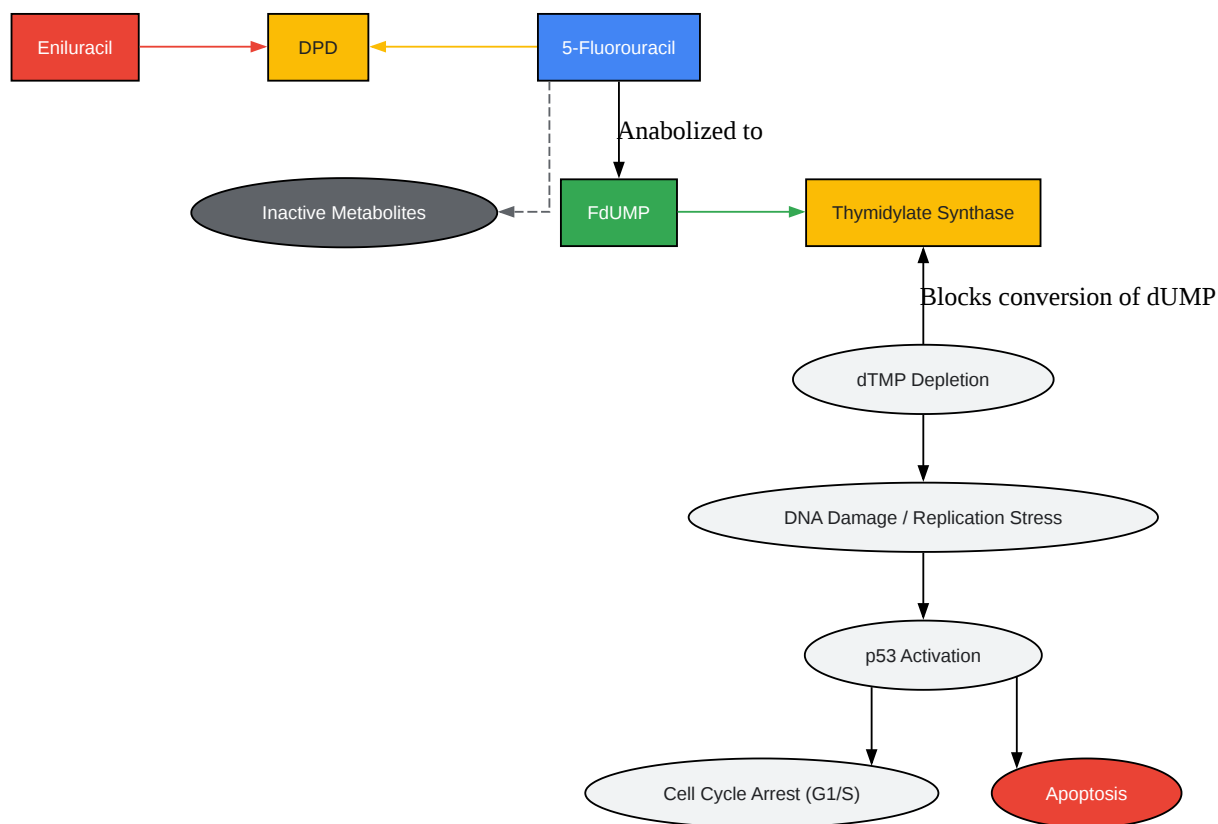 Eniluracil
DPD
5-Fluorouracil
Anabolized to
Inactive Metabolites
FdUMP
Thymidylate Synthase
Blocks conversion of dUMP
dTMP Depletion
DNA Damage / Replication Stress
p53 Activation
Cell Cycle Arrest (G1/S)
Apoptosis